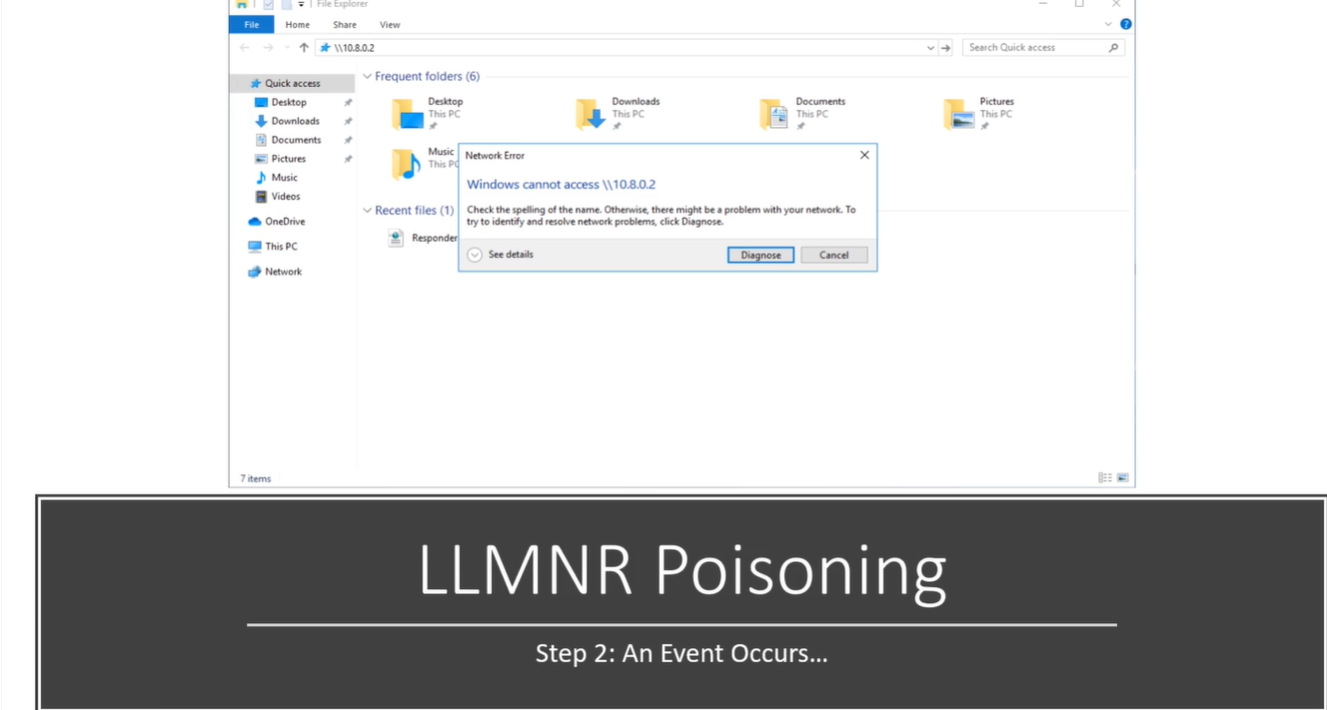 File Explorer
File Home Share View
\\10.8.0.2
Search Quick access
Quick access
Desktop
Downloads
Documents
Pictures
Music
Videos
OneDrive
This PC
Network
Frequent folders (6)
Desktop
This PC
Downloads
This PC
Documents
This PC
Pictures
This PC
Music
This PC
Recent files (1)
Responder
Network Error
Windows cannot access \\10.8.0.2
Check the spelling of the name. Otherwise, there might be a problem with your network. To
try to identify and resolve network problems, click Diagnose.
See details
Diagnose
Cancel
7 items
LLMNR Poisoning
Step 2: An Event Occurs...